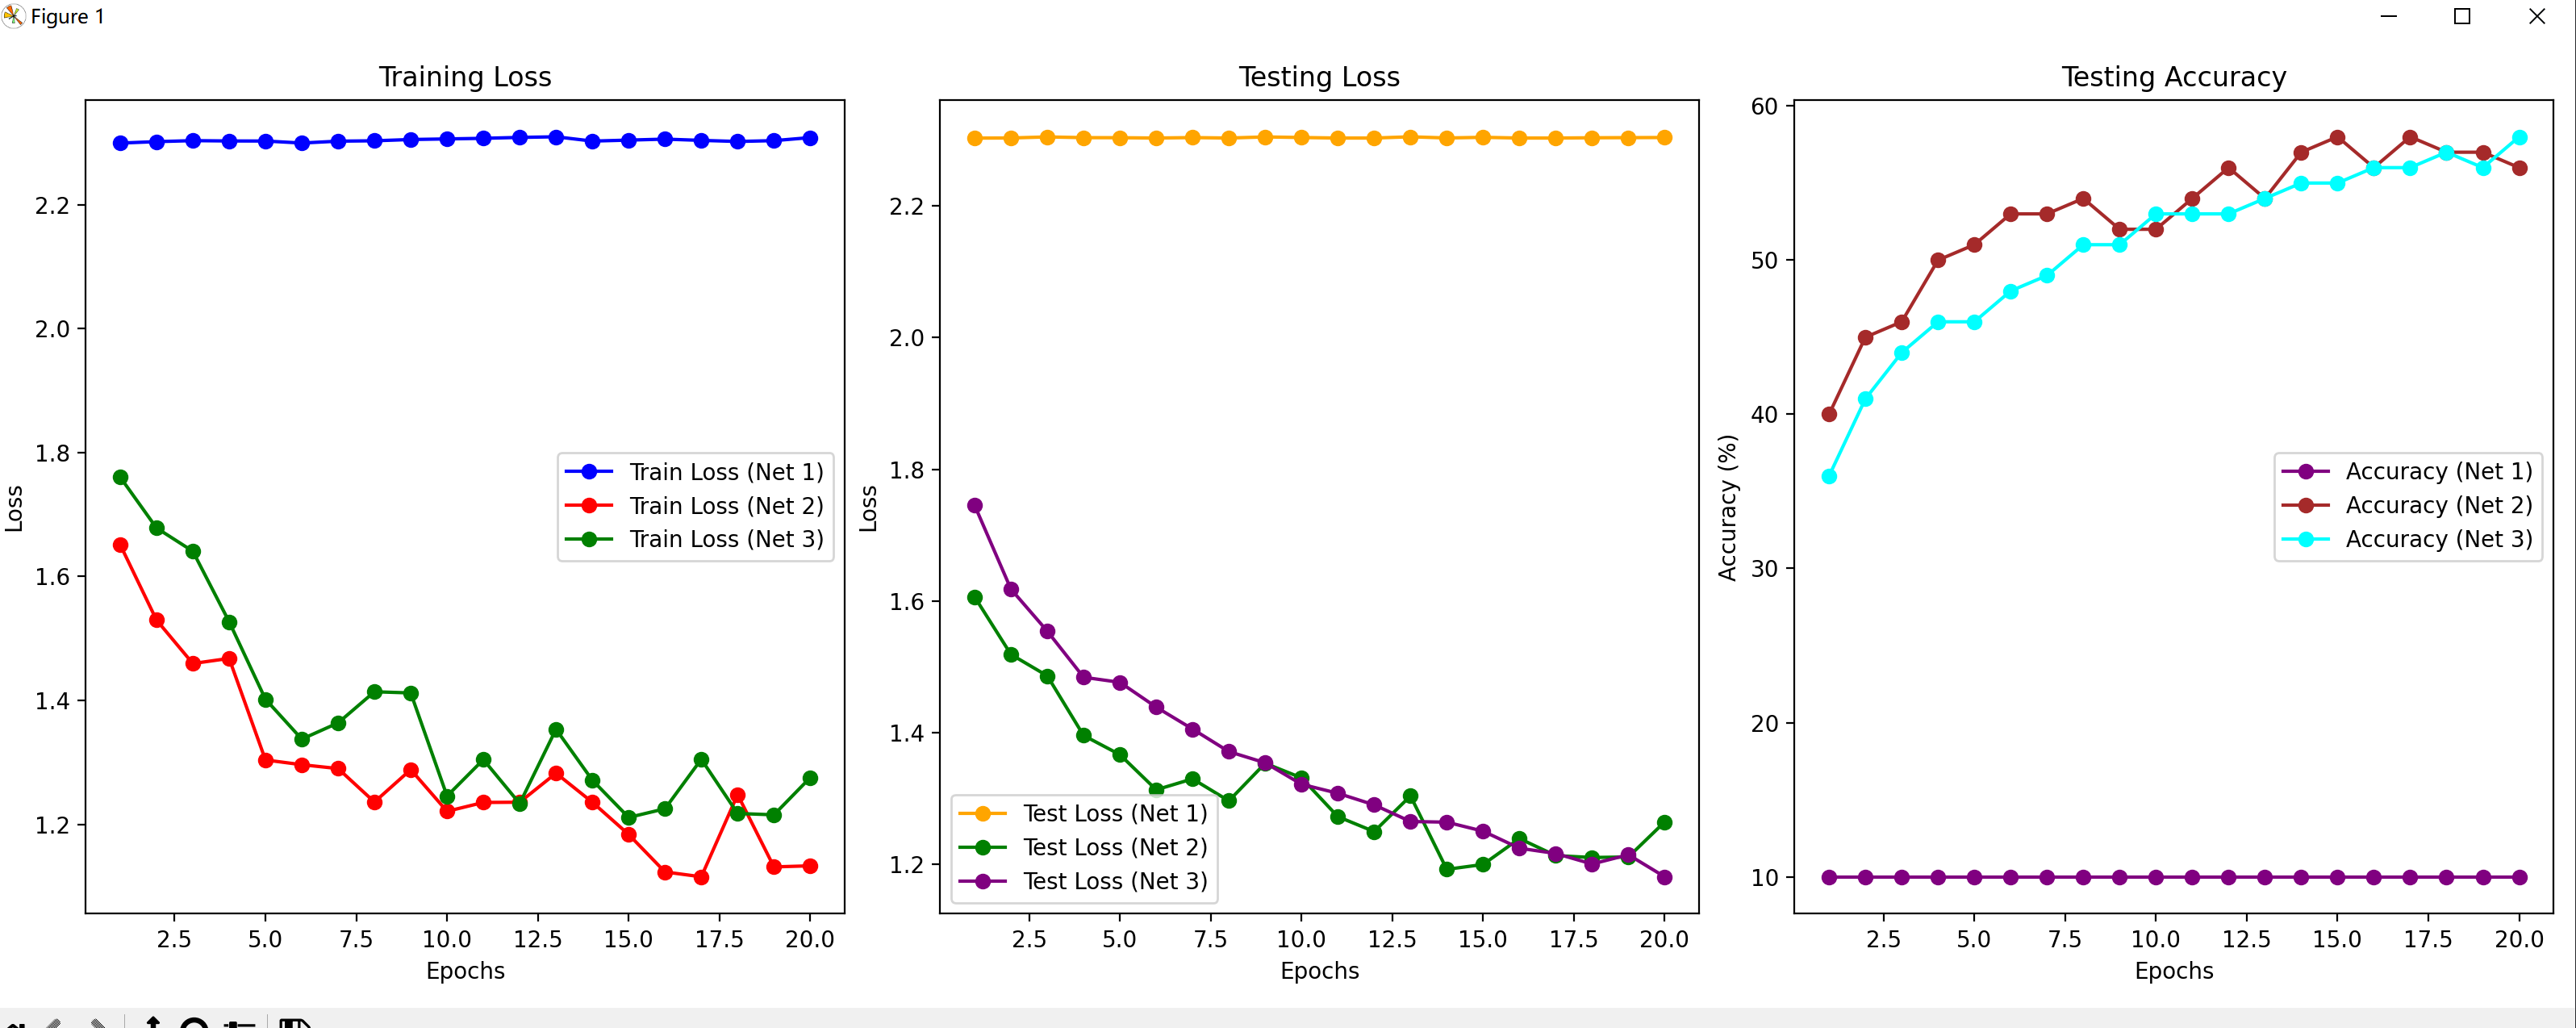 Figure 1
Training Loss
2.2
2.0
1.8
1.6
1.4
1.2
Loss
Train Loss (Net 1)
Train Loss (Net 2)
Train Loss (Net 3)
2.5 5.0 7.5 10.0 12.5 15.0 17.5 20.0
Epochs
Testing Loss
2.2
2.0
1.8
1.6
1.4
1.2
Loss
Test Loss (Net 1)
Test Loss (Net 2)
Test Loss (Net 3)
2.5 5.0 7.5 10.0 12.5 15.0 17.5 20.0
Epochs
Testing Accuracy
60
50
40
30
20
10
Accuracy (%)
Accuracy (Net 1)
Accuracy (Net 2)
Accuracy (Net 3)
2.5 5.0 7.5 10.0 12.5 15.0 17.5 20.0
Epochs